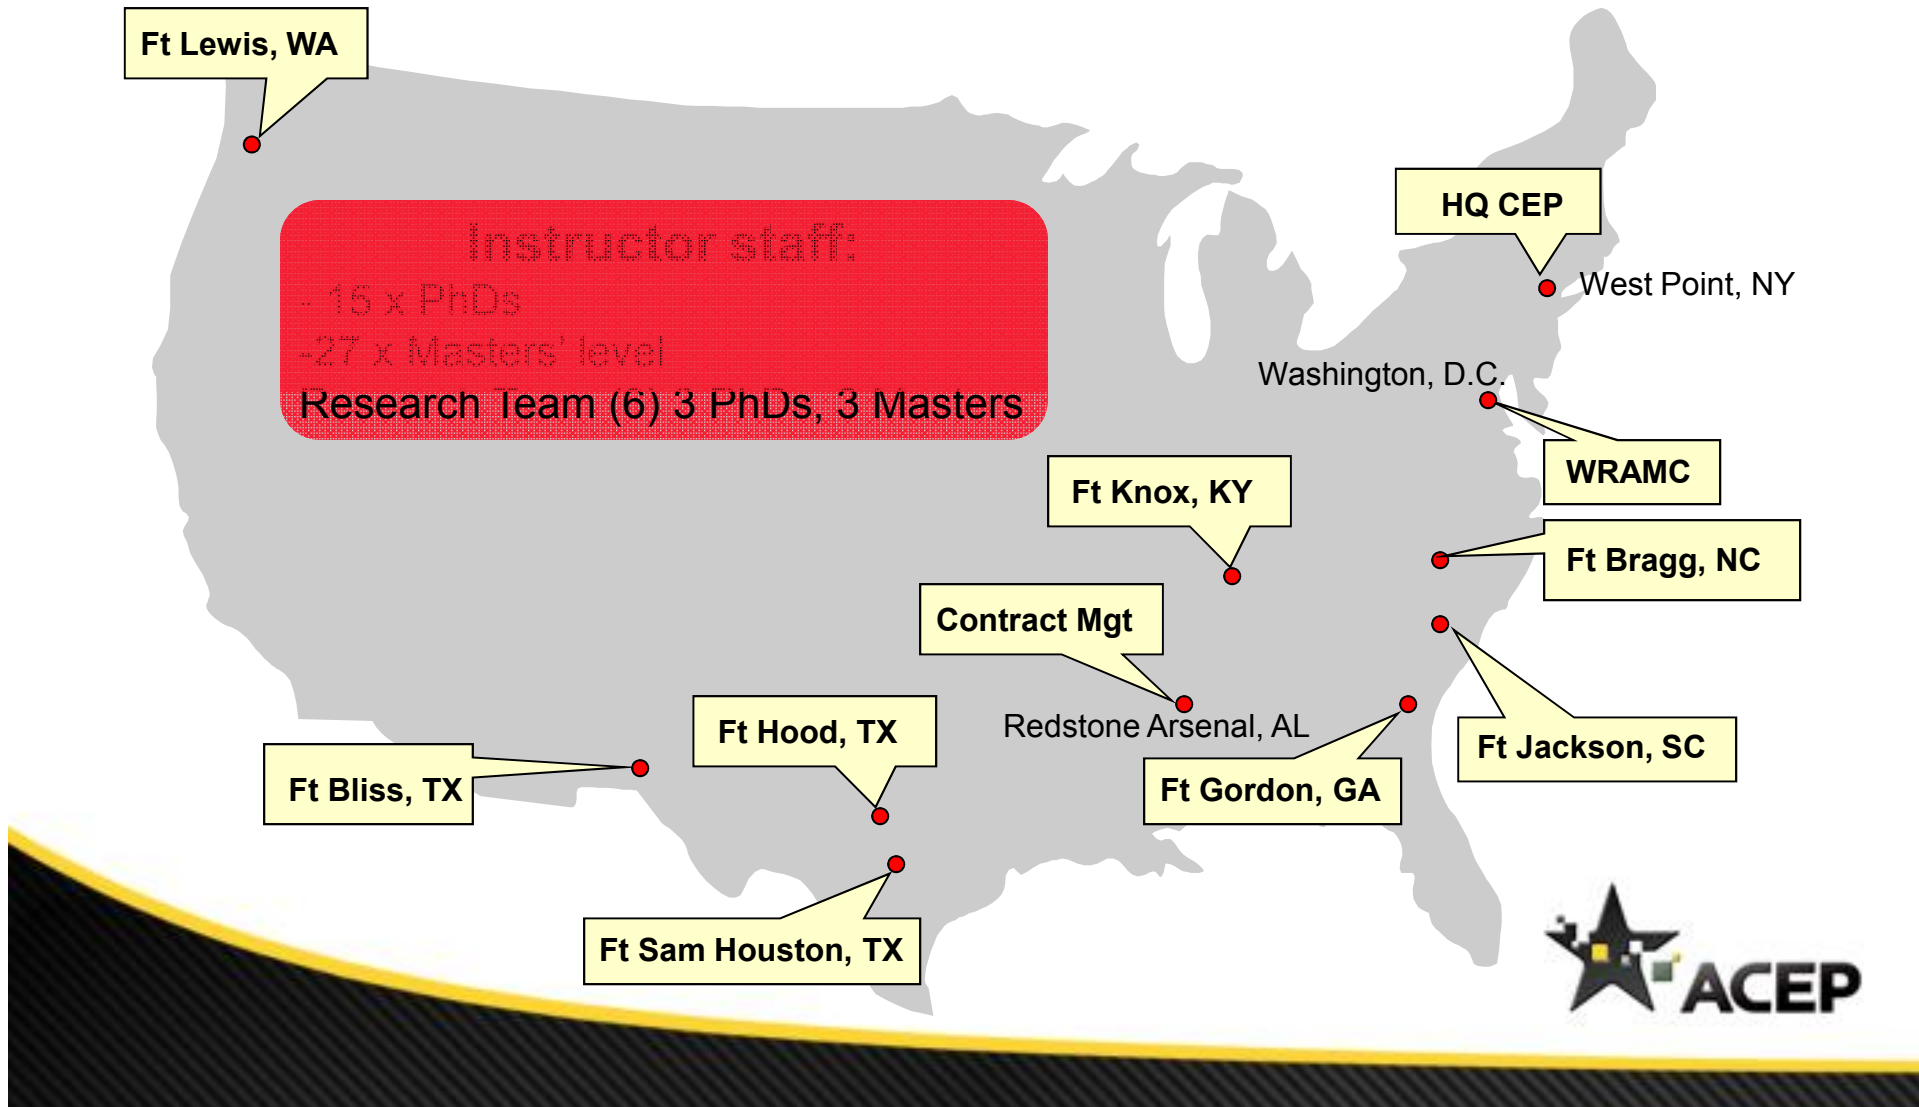 Ft Lewis, WA
HQ CEP
West Point, NY
Instructor staff:
- 15 x PhDs
-27 x Masters’ level
Research Team (6) 3 PhDs, 3 Masters
Washington, D.C.
WRAMC
Ft Knox, KY
Ft Bragg, NC
Contract Mgt
Redstone Arsenal, AL
Ft Hood, TX
Ft Jackson, SC
Ft Bliss, TX
Ft Gordon, GA
Ft Sam Houston, TX
ACEP